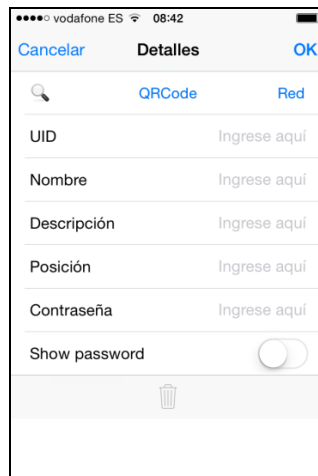 vodafone ES 08:42
Cancelar Detalles OK
QRCode Red
UID Ingrese aquí
Nombre Ingrese aquí
Descripción Ingrese aquí
Posición Ingrese aquí
Contraseña Ingrese aquí
Show password